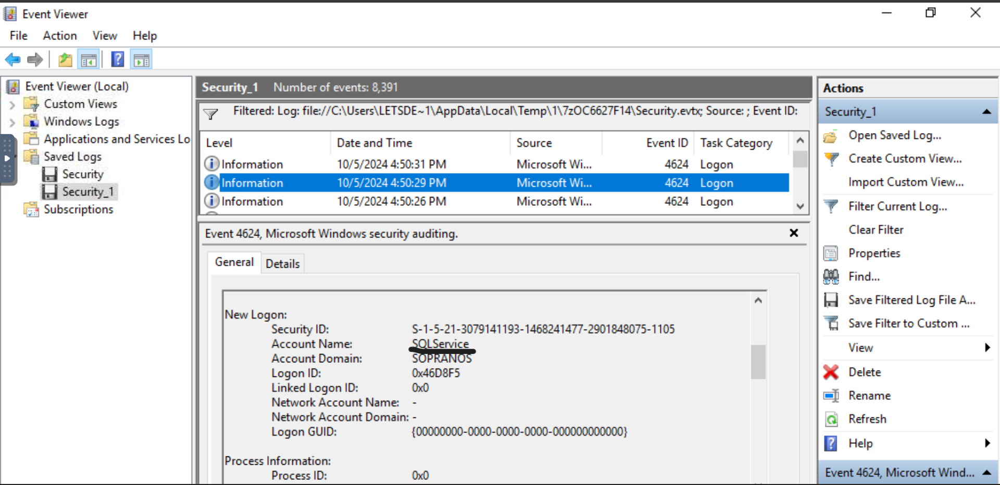 Event Viewer
File Action View Help
Event Viewer (Local)
Custom Views
Windows Logs
Applications and Services Lo
Saved Logs
Security
Security_1
Subscriptions
Security_1 Number of events: 8,391
Filtered: Log: file://C:\Users\LETSDE~1\AppData\Local\Temp\1\7zOC6627F14\Security.evtx; Source: ; Event ID:
Level Date and Time Source Event ID Task Category
Information 10/5/2024 4:50:31 PM Microsoft Wi... 4624 Logon
Information 10/5/2024 4:50:29 PM Microsoft Wi... 4624 Logon
Information 10/5/2024 4:50:26 PM Microsoft Wi... 4624 Logon
Event 4624, Microsoft Windows security auditing.
General Details
New Logon:
Security ID: S-1-5-21-3079141193-1468241477-2901848075-1105
Account Name: SQLService
Account Domain: SOPRANOS
Logon ID: 0x46D8F5
Linked Logon ID: 0x0
Network Account Name: -
Network Account Domain: -
Logon GUID: {00000000-0000-0000-0000-000000000000}
Process Information:
Process ID: 0x0
Actions
Security_1
Open Saved Log...
Create Custom View...
Import Custom View...
Filter Current Log...
Clear Filter
Properties
Find...
Save Filtered Log File A...
Save Filter to Custom ...
View
Delete
Rename
Refresh
Help
Event 4624, Microsoft Wind...